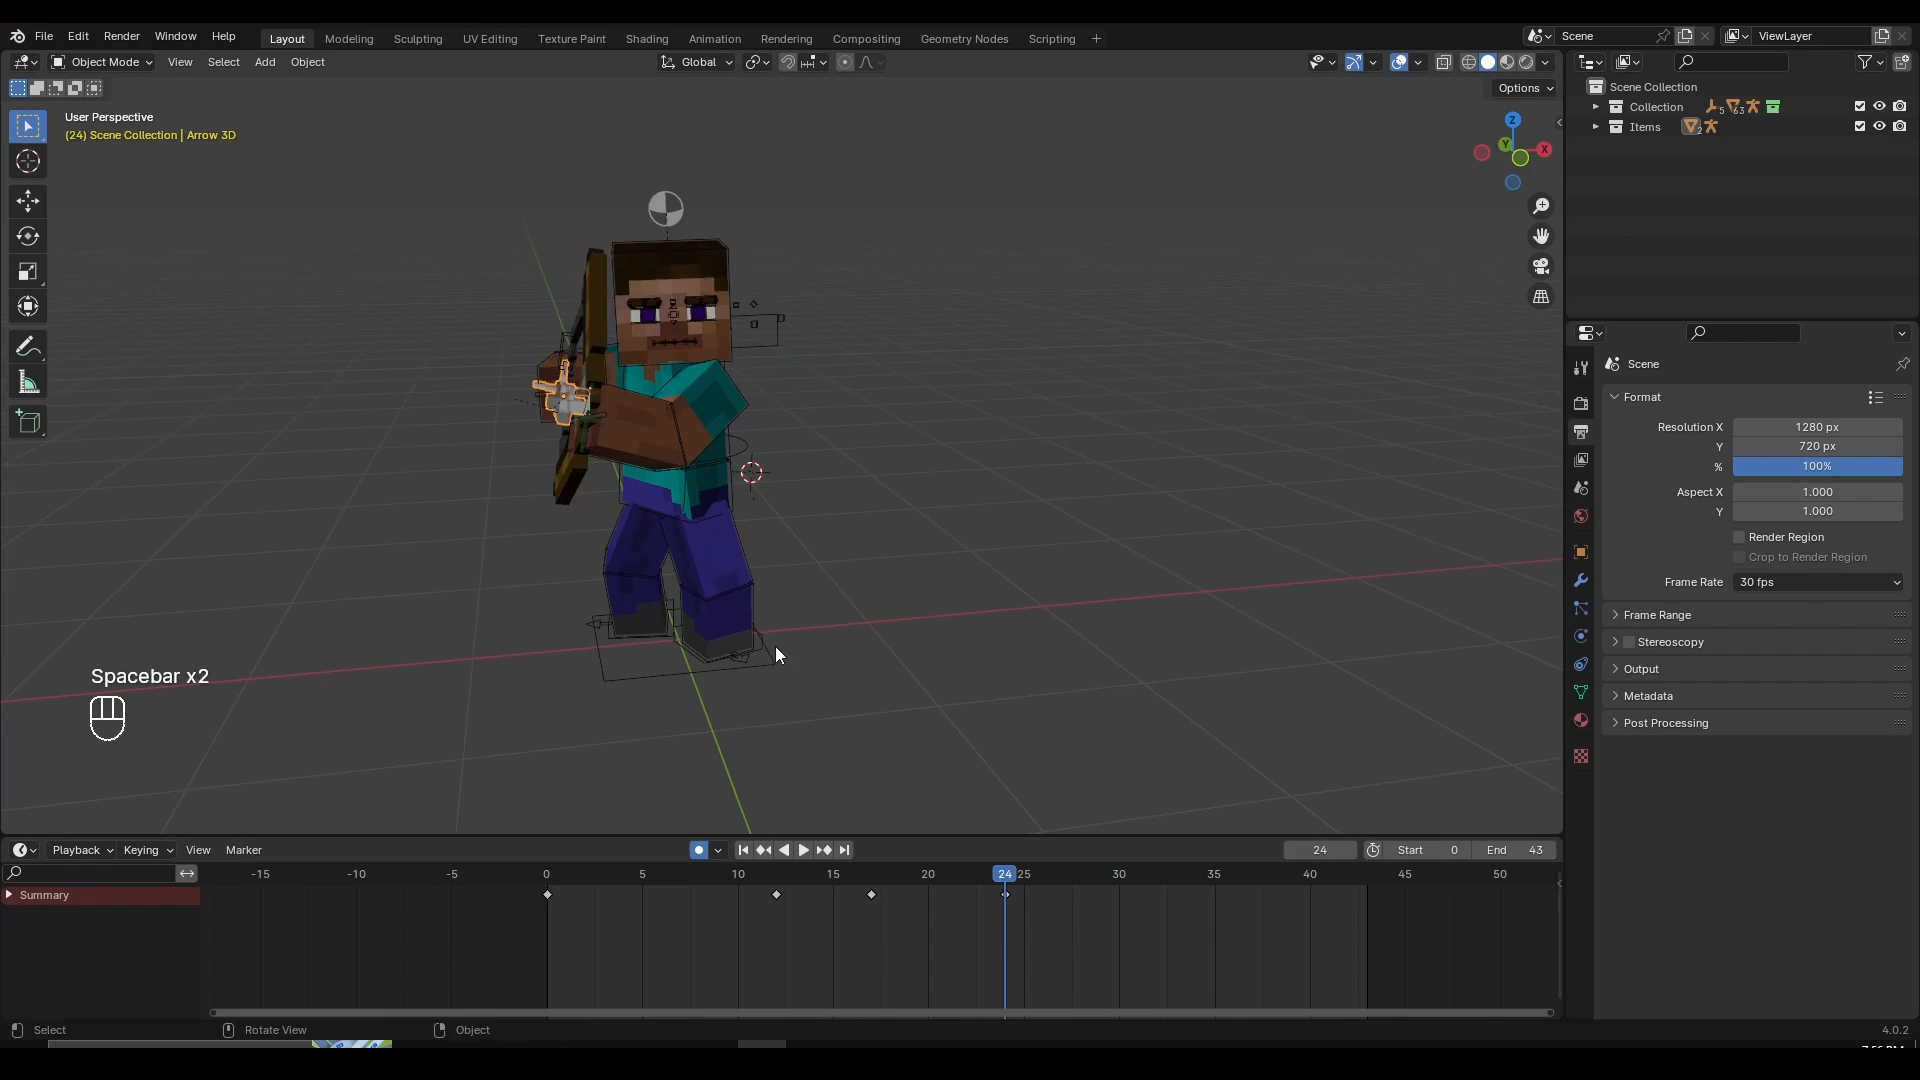 File Edit Render Window Help Layout Modeling Sculpting UV Editing Texture Paint Shading Animation Rendering Compositing Geometry Nodes Scripting + Scene ViewLayer
Object Mode View Select Add Object Global
Options
User Perspective
(24) Scene Collection | Arrow 3D
Z
Y
X
Scene Collection
Collection 5 63
Items 2
Scene
Format
Resolution X 1280 px
Y 720 px
% 100%
Aspect X 1.000
Y 1.000
Render Region
Crop to Render Region
Frame Rate 30 fps
Frame Range
Stereoscopy
Output
Metadata
Post Processing
Spacebar x2
Playback Keying View Marker 24 Start 0 End 43
-15 -10 -5 0 5 10 15 20 24 25 30 35 40 45 50
Summary
Select Rotate View Object 4.0.2